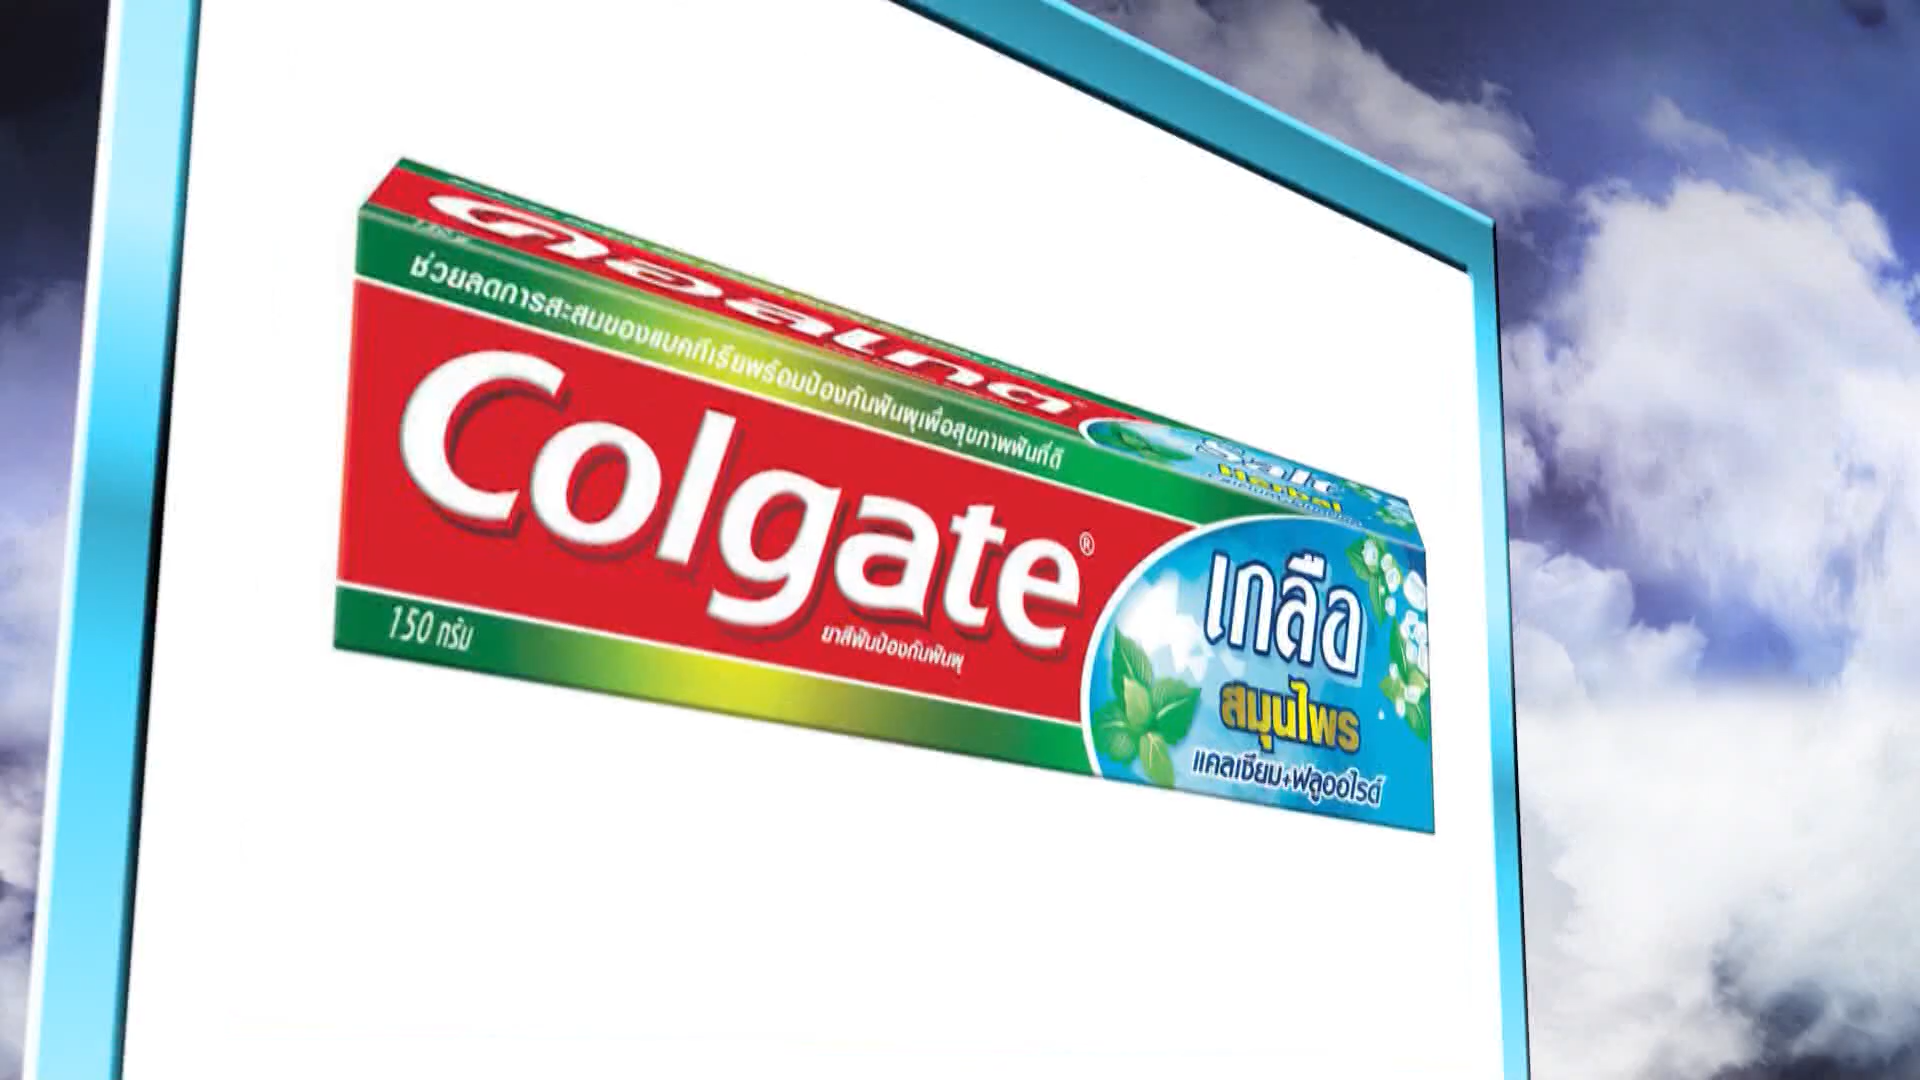 คอลเกต
Salt
Herbal
ช่วยลดการสะสมของแบคทีเรียพร้อมป้องกันฟันผุเพื่อสุขภาพฟันที่ดี
Colgate®
เกลือ
สมุนไพร
แคลเซียม+ฟลูออไรด์
ยาสีฟันป้องกันฟันผุ
150 กรัม